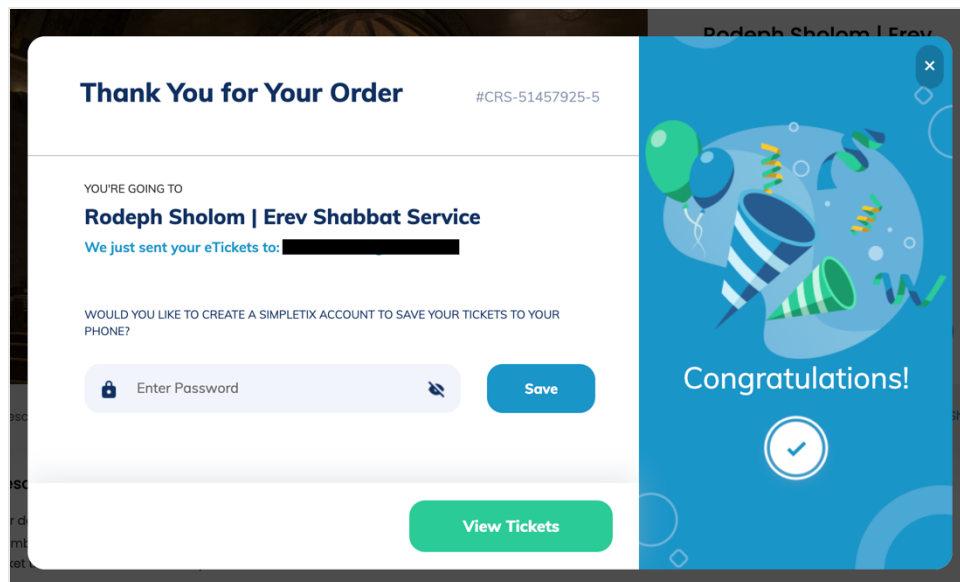 Rodeph Sholom | Erev
Thank You for Your Order
#CRS-51457925-5
YOU'RE GOING TO
Rodeph Sholom | Erev Shabbat Service
We just sent your eTickets to:
WOULD YOU LIKE TO CREATE A SIMPLETIX ACCOUNT TO SAVE YOUR TICKETS TO YOUR
PHONE?
Enter Password
Save
View Tickets
Congratulations!